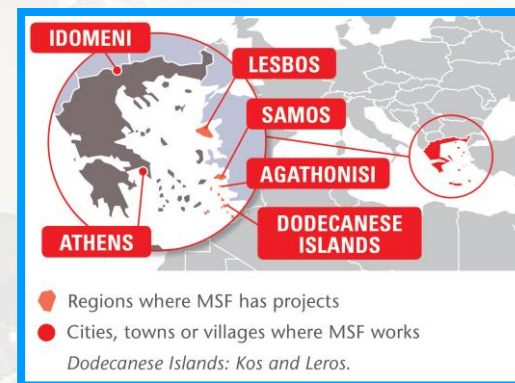 IDOMENI
LESBOS
SAMOS
AGATHONISI
DODECANESE
ISLANDS
ATHENS
Regions where MSF has projects
Cities, towns or villages where MSF works
Dodecanese Islands: Kos and Leros.